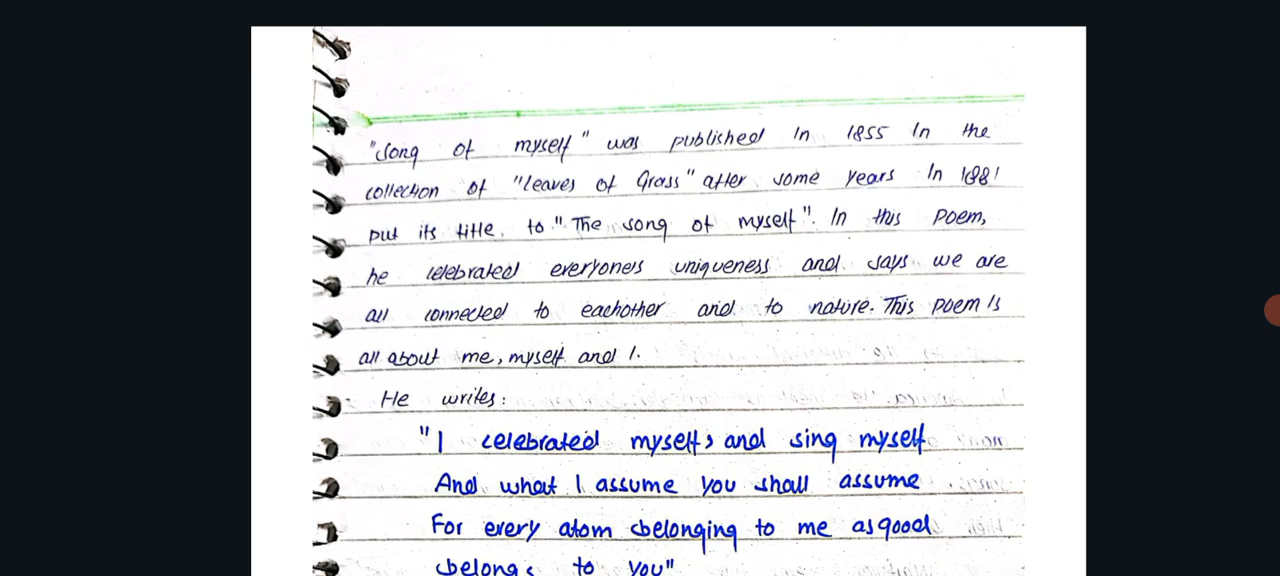 "Song of myself" was published In 1855 In the
collection of "leaves of Grass" after some years In 1881
put its title to "The song of myself". In this Poem,
he celebrated everyone's uniqueness and says we are
all connected to eachother and to nature. This poem Is
all about me, myself and I.
He writes:
"I celebrated myself, and sing myself
And what I assume you shall assume
For every atom belonging to me as good
belongs to you"